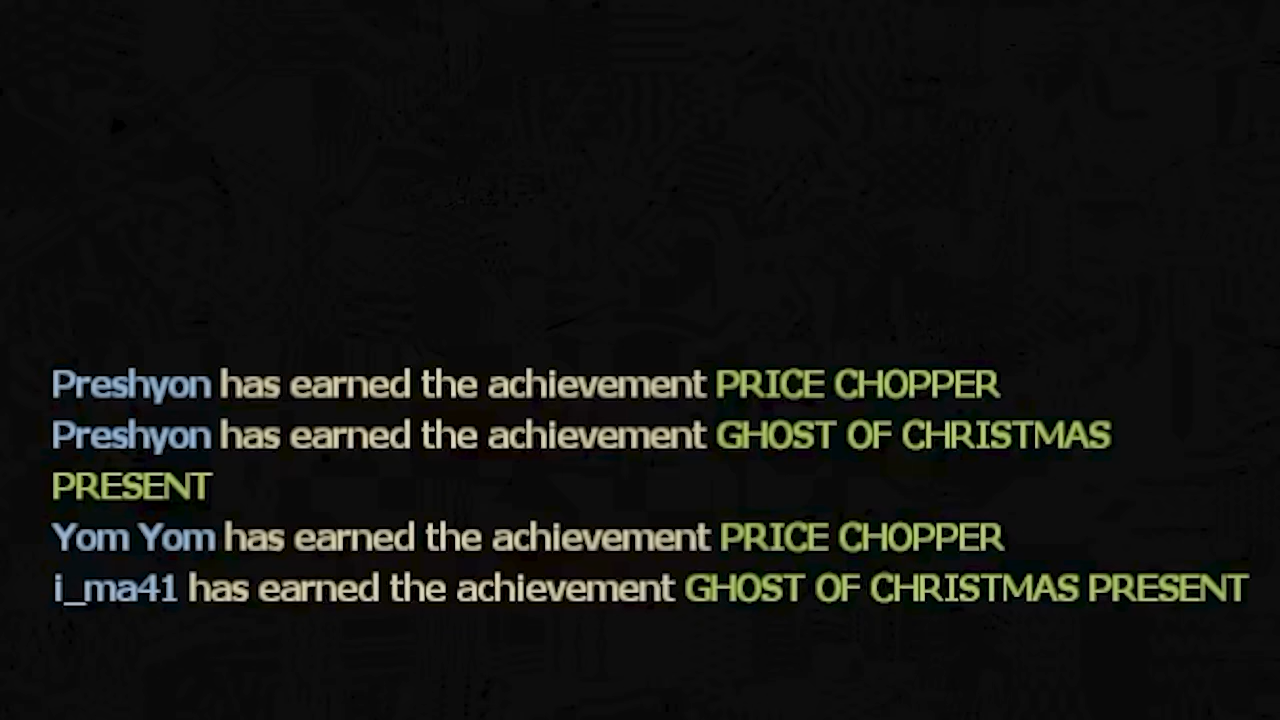 Preshyon has earned the achievement PRICE CHOPPER
Preshyon has earned the achievement GHOST OF CHRISTMAS
PRESENT
Yom Yom has earned the achievement PRICE CHOPPER
i_ma41 has earned the achievement GHOST OF CHRISTMAS PRESENT